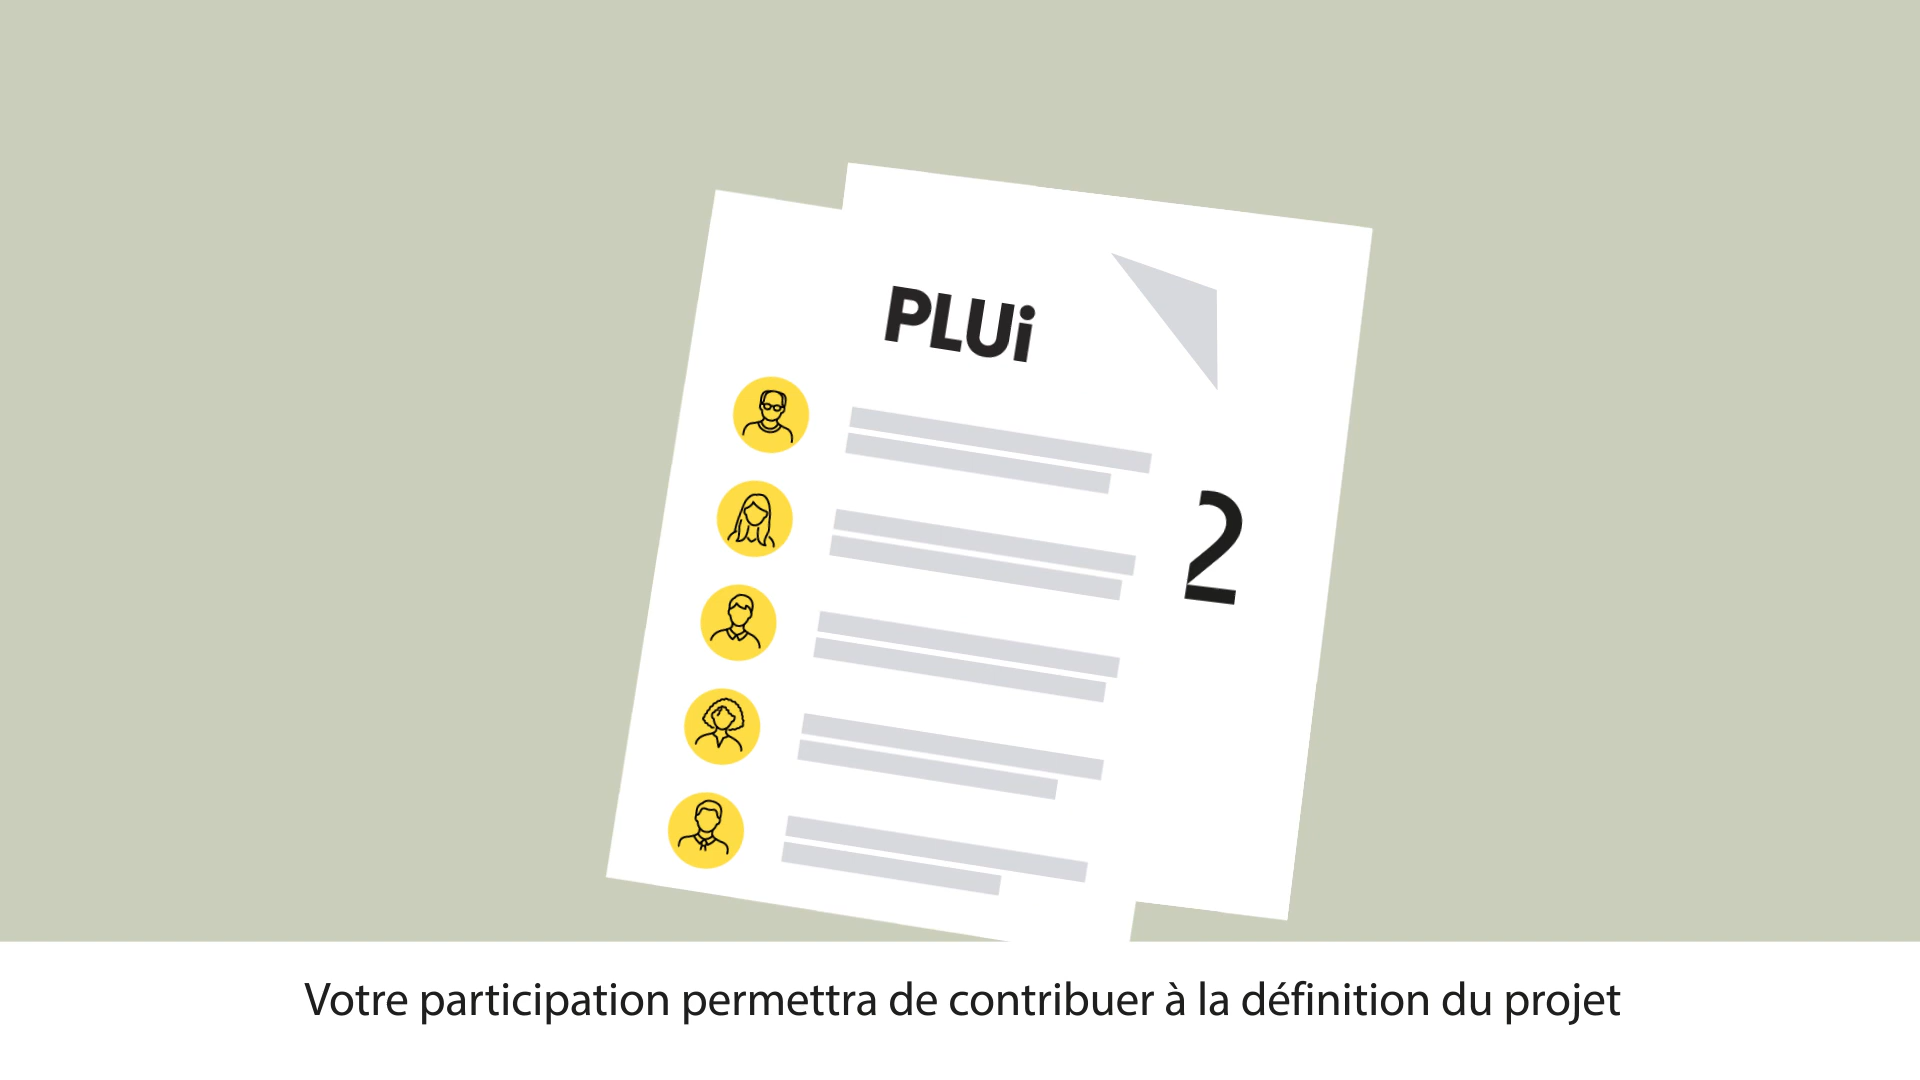 PLUi
2
Votre participation permettra de contribuer à la définition du projet